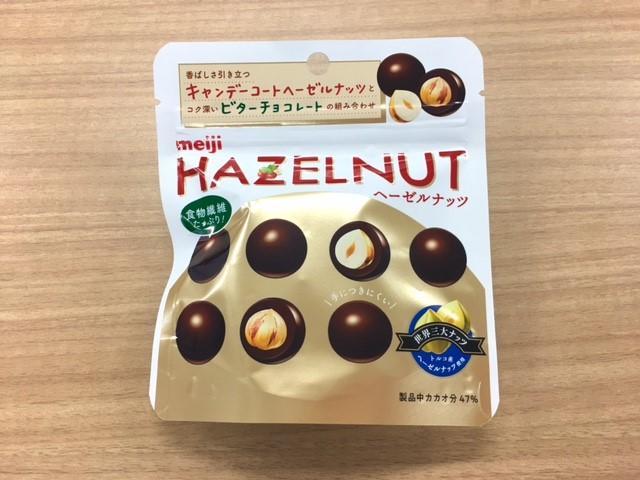 香ばしさ引き立つ
キャンデーコートヘーゼルナッツと
コク深いビターチョコレートの組み合わせ
meiji
HAZELNUT
ヘーゼルナッツ
食物繊維
たっぷり!
\手につきにくい/
世界三大ナッツ
トルコ産
ヘーゼルナッツ使用
製品中カカオ分47%